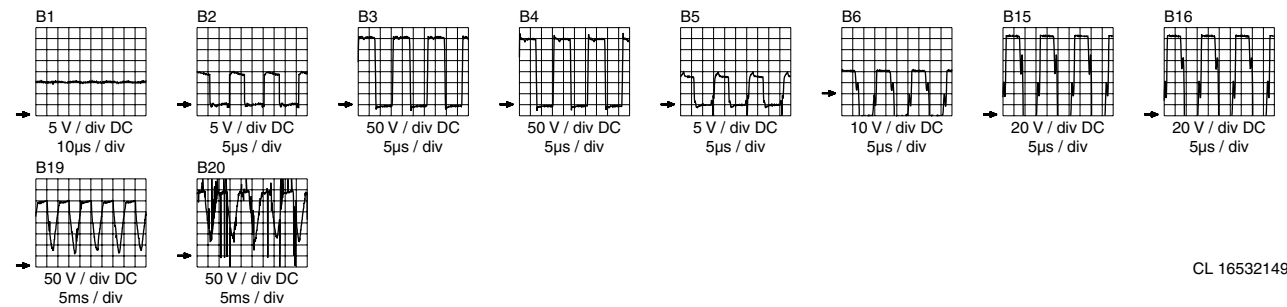 B1 B2 B3 B4 B5 B6 B15 B16
5 V / div DC 5 V / div DC 50 V / div DC 50 V / div DC 5 V / div DC 10 V / div DC 20 V / div DC 20 V / div DC
10µs / div 5µs / div 5µs / div 5µs / div 5µs / div 5µs / div 5µs / div 5µs / div
B19 B20
50 V / div DC 50 V / div DC
5ms / div 5ms / div
CL 16532149